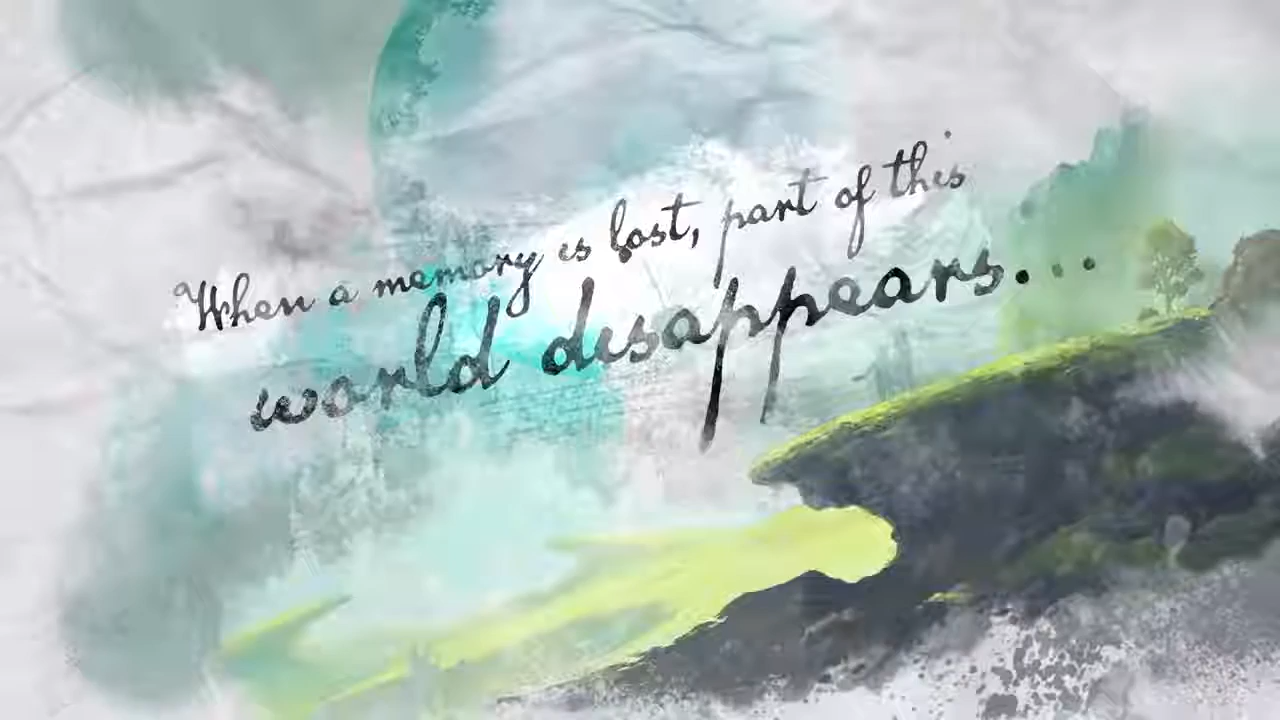 When a memory is lost, part of this
world disappears....